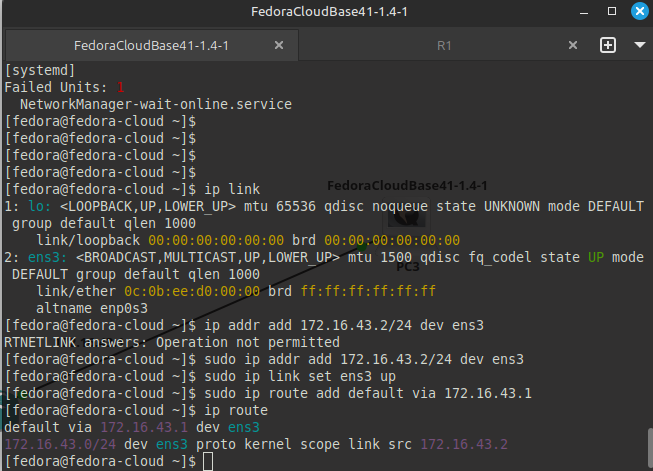 FedoraCloudBase41-1.4-1
FedoraCloudBase41-1.4-1
R1
[systemd]
Failed Units: 1
  NetworkManager-wait-online.service
[fedora@fedora-cloud ~]$
[fedora@fedora-cloud ~]$
[fedora@fedora-cloud ~]$
[fedora@fedora-cloud ~]$
[fedora@fedora-cloud ~]$ ip link
FedoraCloudBase41-1.4-1
1: lo: <LOOPBACK,UP,LOWER_UP> mtu 65536 qdisc noqueue state UNKNOWN mode DEFAULT
 group default qlen 1000
    link/loopback 00:00:00:00:00:00 brd 00:00:00:00:00:00
2: ens3: <BROADCAST,MULTICAST,UP,LOWER_UP> mtu 1500 qdisc fq_codel state UP mode
PC3
 DEFAULT group default qlen 1000
    link/ether 0c:0b:ee:d0:00:00 brd ff:ff:ff:ff:ff:ff
    altname enp0s3
[fedora@fedora-cloud ~]$ ip addr add 172.16.43.2/24 dev ens3
RTNETLINK answers: Operation not permitted
[fedora@fedora-cloud ~]$ sudo ip addr add 172.16.43.2/24 dev ens3
[fedora@fedora-cloud ~]$ sudo ip link set ens3 up
[fedora@fedora-cloud ~]$ sudo ip route add default via 172.16.43.1
[fedora@fedora-cloud ~]$ ip route
default via 172.16.43.1 dev ens3
172.16.43.0/24 dev ens3 proto kernel scope link src 172.16.43.2
[fedora@fedora-cloud ~]$